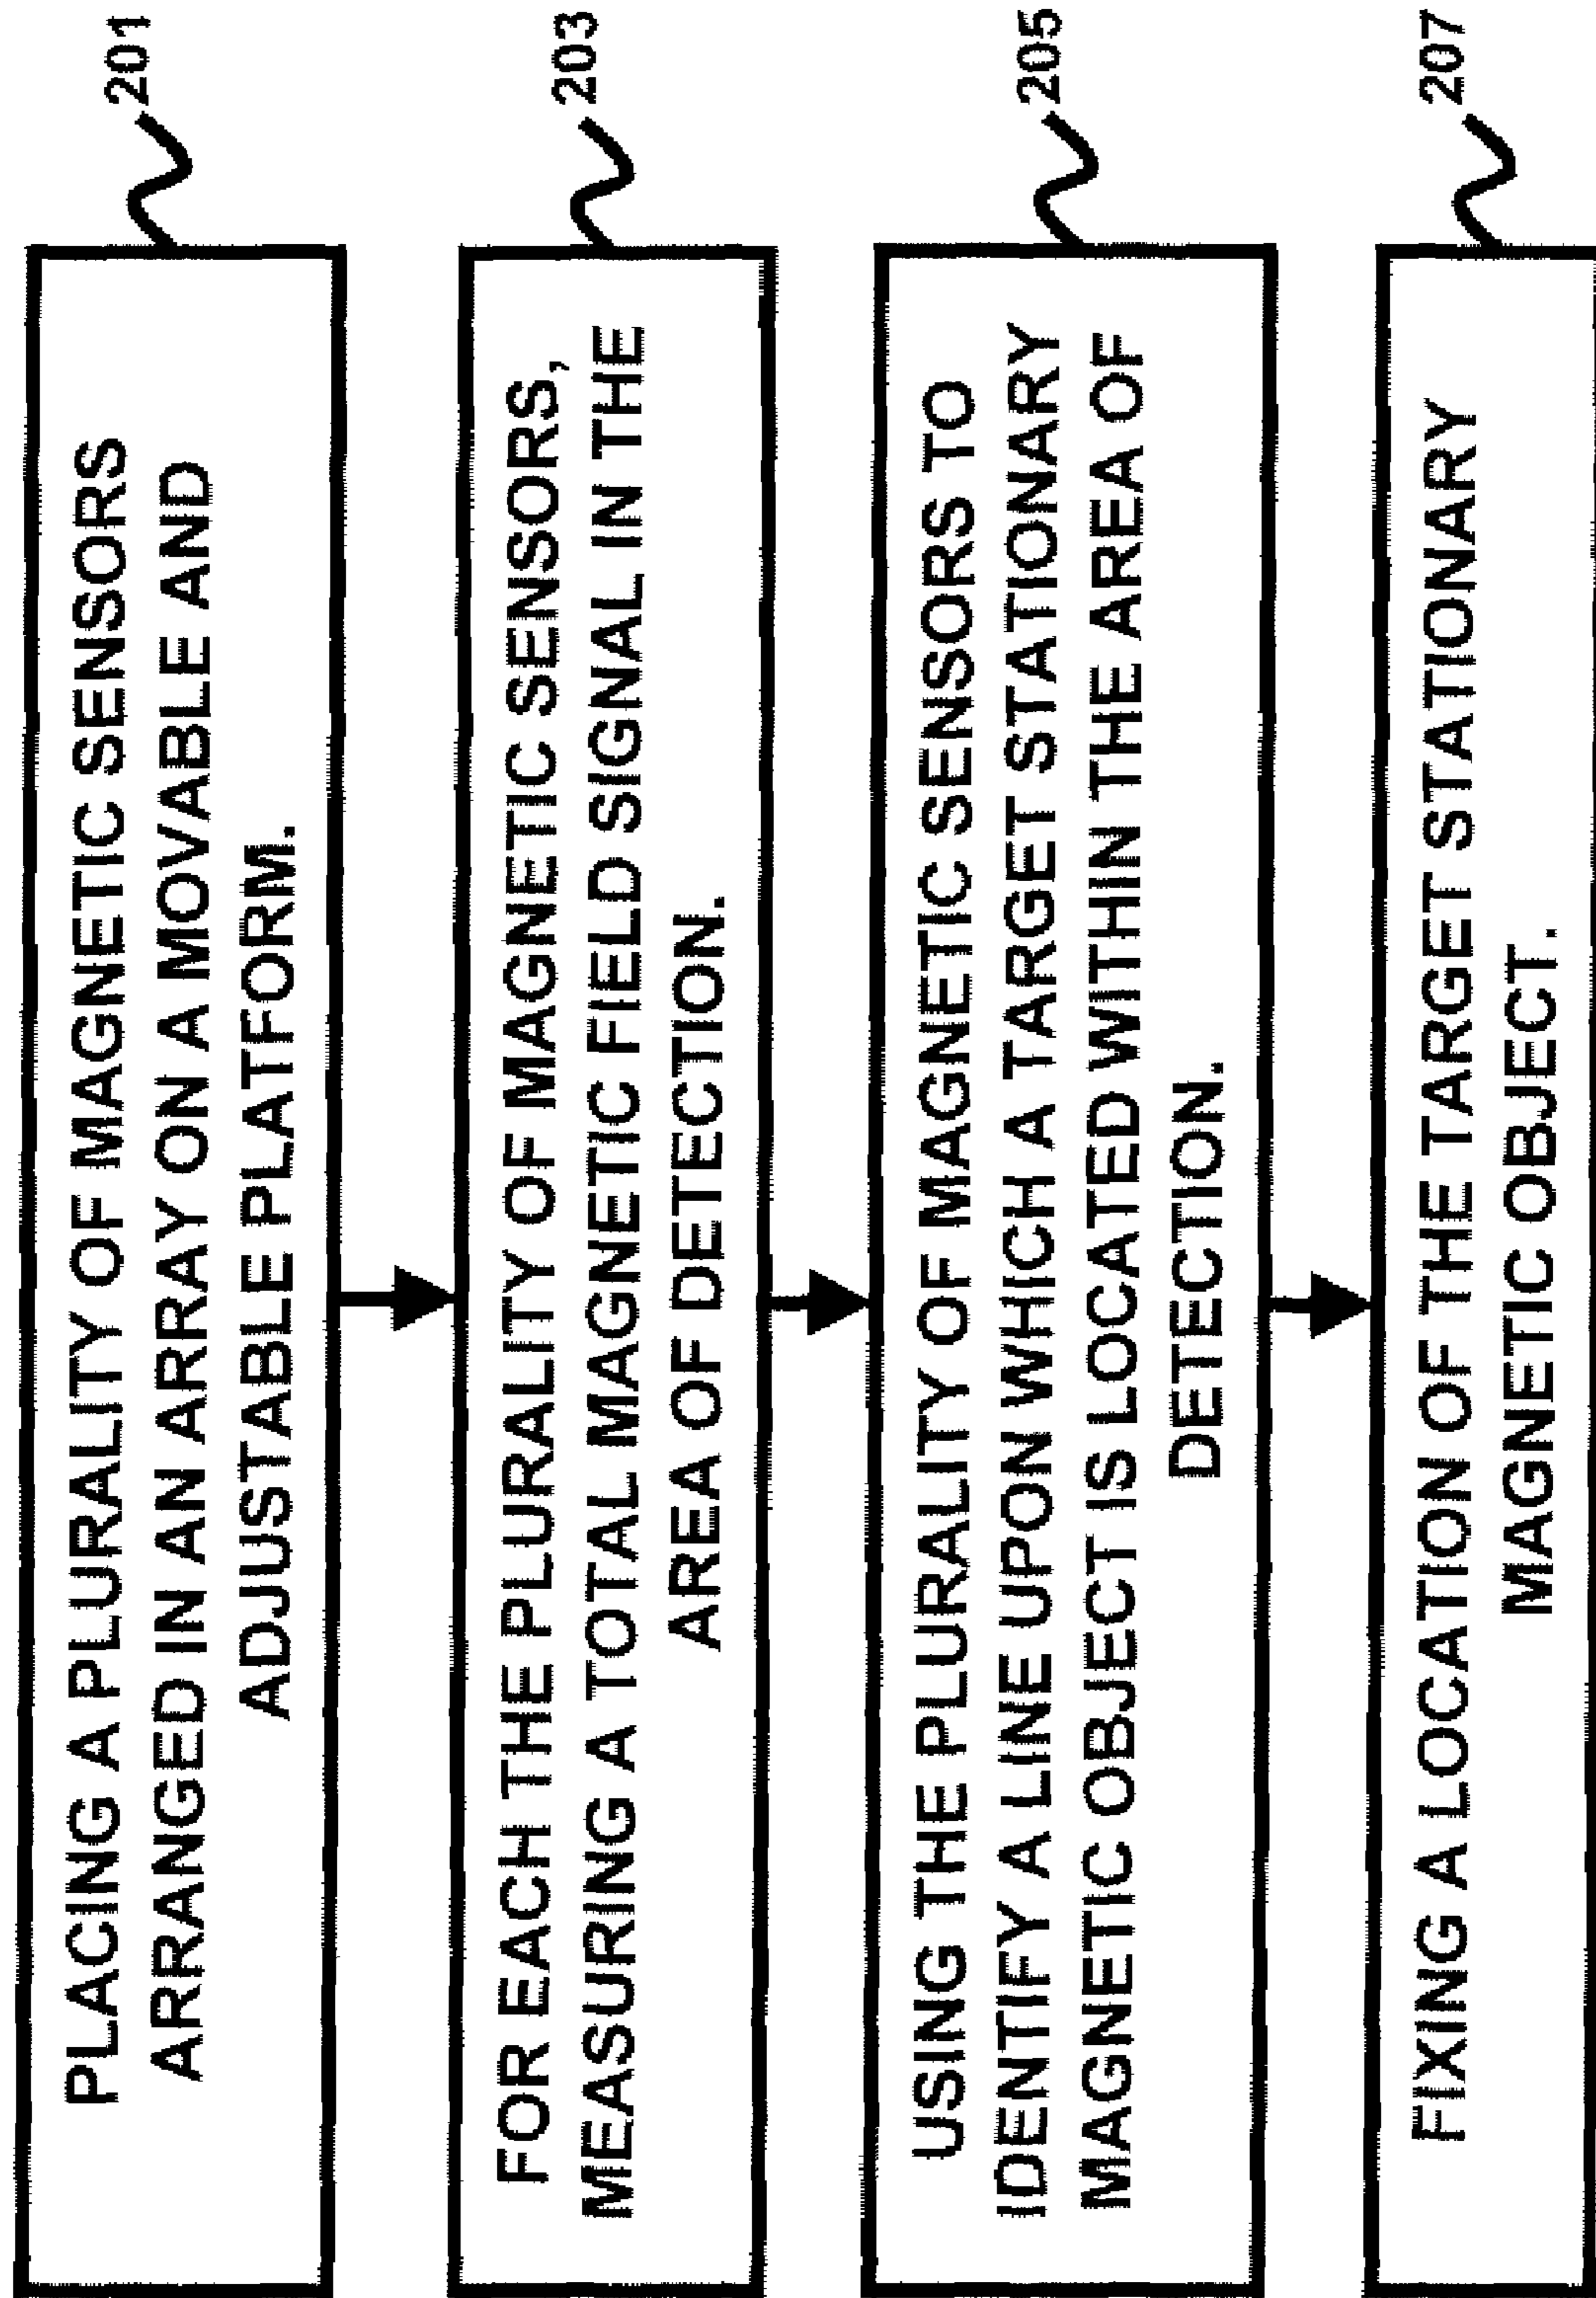 PLACING A PLURALITY OF MAGNETIC SENSORS
ARRANGED IN AN ARRAY ON A MOVABLE AND
ADJUSTABLE PLATFORM.
201
FOR EACH THE PLURALITY OF MAGNETIC SENSORS,
MEASURING A TOTAL MAGNETIC FIELD SIGNAL IN THE
AREA OF DETECTION.
203
USING THE PLURALITY OF MAGNETIC SENSORS TO
IDENTIFY A LINE UPON WHICH A TARGET STATIONARY
MAGNETIC OBJECT IS LOCATED WITHIN THE AREA OF
DETECTION.
205
FIXING A LOCATION OF THE TARGET STATIONARY
MAGNETIC OBJECT.
207